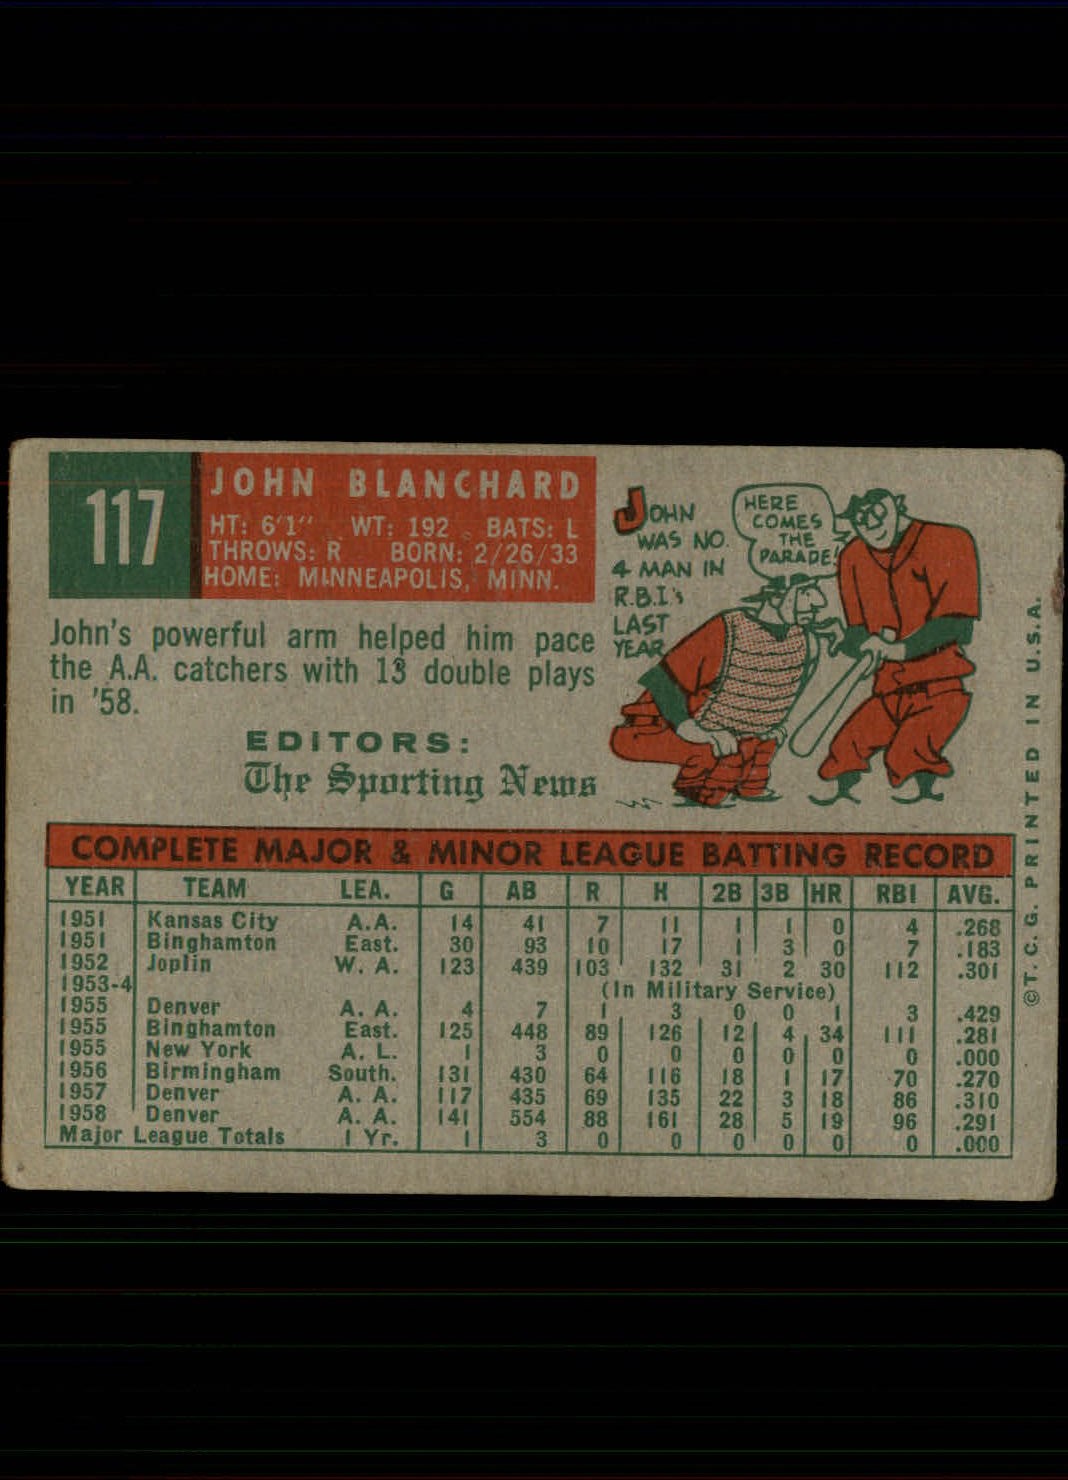 117
JOHN BLANCHARD
HT: 6'1" WT: 192 BATS: L
THROWS: R BORN: 2/26/33
HOME: MINNEAPOLIS, MINN.
John's powerful arm helped him pace
the A.A. catchers with 13 double plays
in '58.
EDITORS:
The Sporting News
JOHN
WAS NO.
4 MAN IN
R.B.I.'s
LAST
YEAR
HERE
COMES
THE
PARADE!
COMPLETE MAJOR & MINOR LEAGUE BATTING RECORD
YEAR TEAM LEA. G AB R H 2B 3B HR RBI AVG.
1951 Kansas City A.A. 14 41 7 11 1 1 0 4 .268
1951 Binghamton East. 30 93 10 17 1 3 0 7 .183
1952 Joplin W. A. 123 439 103 132 31 2 30 112 .301
1953-4 (In Military Service)
1955 Denver A. A. 4 7 1 3 0 0 1 3 .429
1955 Binghamton East. 125 448 89 126 12 4 34 111 .281
1955 New York A. L. 1 3 0 0 0 0 0 0 .000
1956 Birmingham South. 131 430 64 116 18 1 17 70 .270
1957 Denver A. A. 117 435 69 135 22 3 18 86 .310
1958 Denver A. A. 141 554 88 161 28 5 19 96 .291
Major League Totals 1 Yr. 1 3 0 0 0 0 0 0 .000
©T. C. G. PRINTED IN U.S.A.